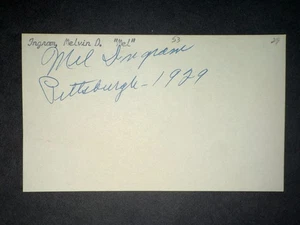 Ingram, Melvin D. "Mel" 53
Mel Ingram
Pittsburgh - 1929